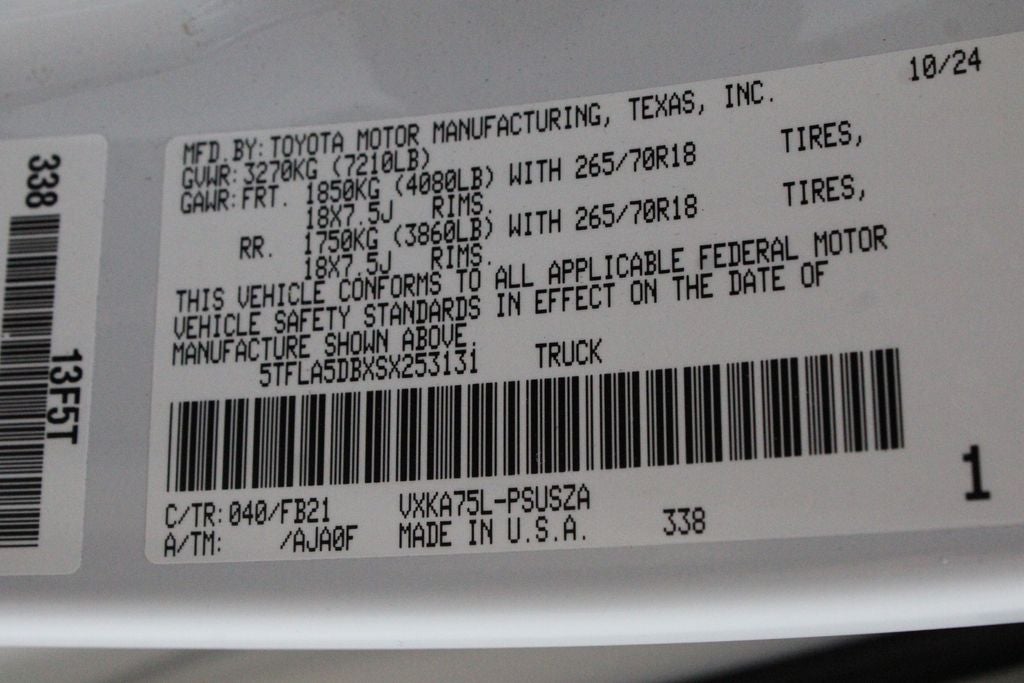 10/24
MFD.BY:TOYOTA MOTOR MANUFACTURING, TEXAS, INC.
GVWR:3270KG (7210LB)
GAWR:FRT. 1850KG (4080LB) WITH 265/70R18 TIRES,
18X7.5J RIMS.
RR. 1750KG (3860LB) WITH 265/70R18 TIRES,
18X7.5J RIMS.
THIS VEHICLE CONFORMS TO ALL APPLICABLE FEDERAL MOTOR
VEHICLE SAFETY STANDARDS IN EFFECT ON THE DATE OF
MANUFACTURE SHOWN ABOVE.
5TFLA5DBXSX253131 TRUCK
C/TR:040/FB21 VXKA75L-PSUSZA
A/TM: /AJA0F MADE IN U.S.A. 338
1
338
13F5T